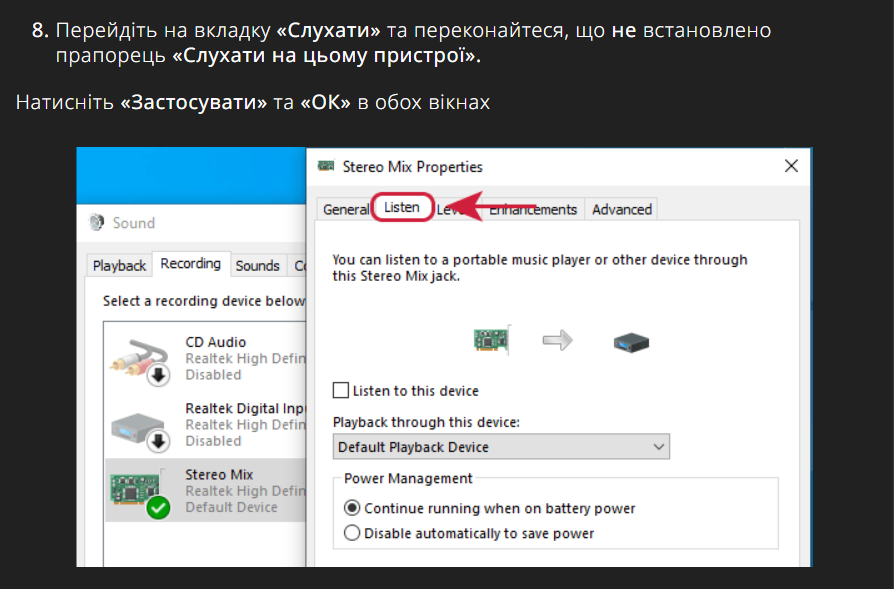 8. Перейдіть на вкладку «Слухати» та переконайтеся, що не встановлено
прапорець «Слухати на цьому пристрої».
Натисніть «Застосувати» та «ОК» в обох вікнах
Stereo Mix Properties
General Listen Enhancements Advanced
You can listen to a portable music player or other device through
this Stereo Mix jack.
Listen to this device
Playback through this device:
Default Playback Device
Power Management
Continue running when on battery power
Disable automatically to save power
Sound
Playback Recording Sounds
Select a recording device below
CD Audio
Realtek High Defin
Disabled
Realtek Digital Inpu
Realtek High Defin
Disabled
Stereo Mix
Realtek High Defin
Default Device